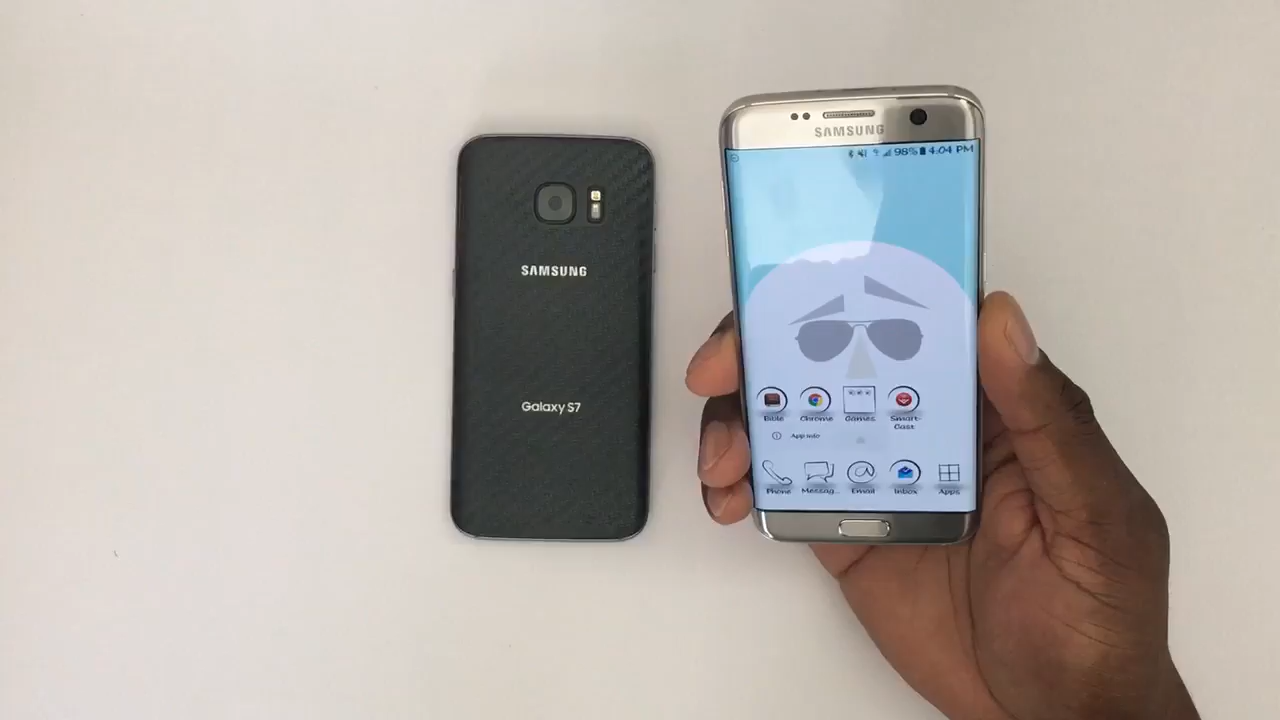 SAMSUNG
Galaxy S7
SAMSUNG
98% 4:04 PM
Bible Chrome Games Smart Cast
App info
Phone Messag... Email Inbox Apps